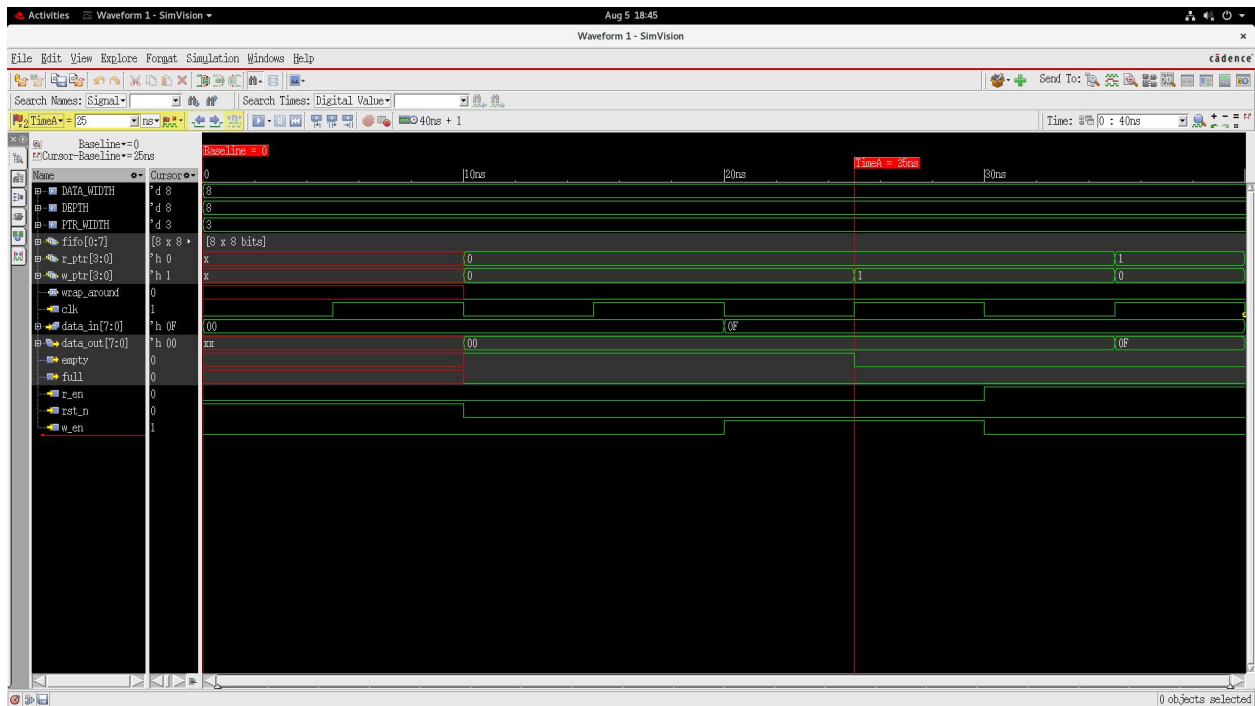 Activities Waveform 1 - SimVision Aug 5 18:45
Waveform 1 - SimVision ×
File Edit View Explore Format Simulation Windows Help cādence
Send To:
Search Names: Signal Search Times: Digital Value
TimeA = 25 ns 40ns + 1 Time: 0 : 40ns
Baseline = 0
Cursor-Baseline = 25ns
Baseline = 0
TimeA = 25ns
Name Cursor 0 10ns 20ns 30ns
DATA_WIDTH 'd 8 8
DEPTH 'd 8 8
PTR_WIDTH 'd 3 3
fifo[0:7] [8 x 8 [8 x 8 bits]
r_ptr[3:0] 'h 0 x 0 1
w_ptr[3:0] 'h 1 x 0 1 0
wrap_around 0
clk 1
data_in[7:0] 'h 0F 00 0F
data_out[7:0] 'h 00 xx 00 0F
empty 0
full 0
r_en 0
rst_n 0
w_en 1
0 objects selected